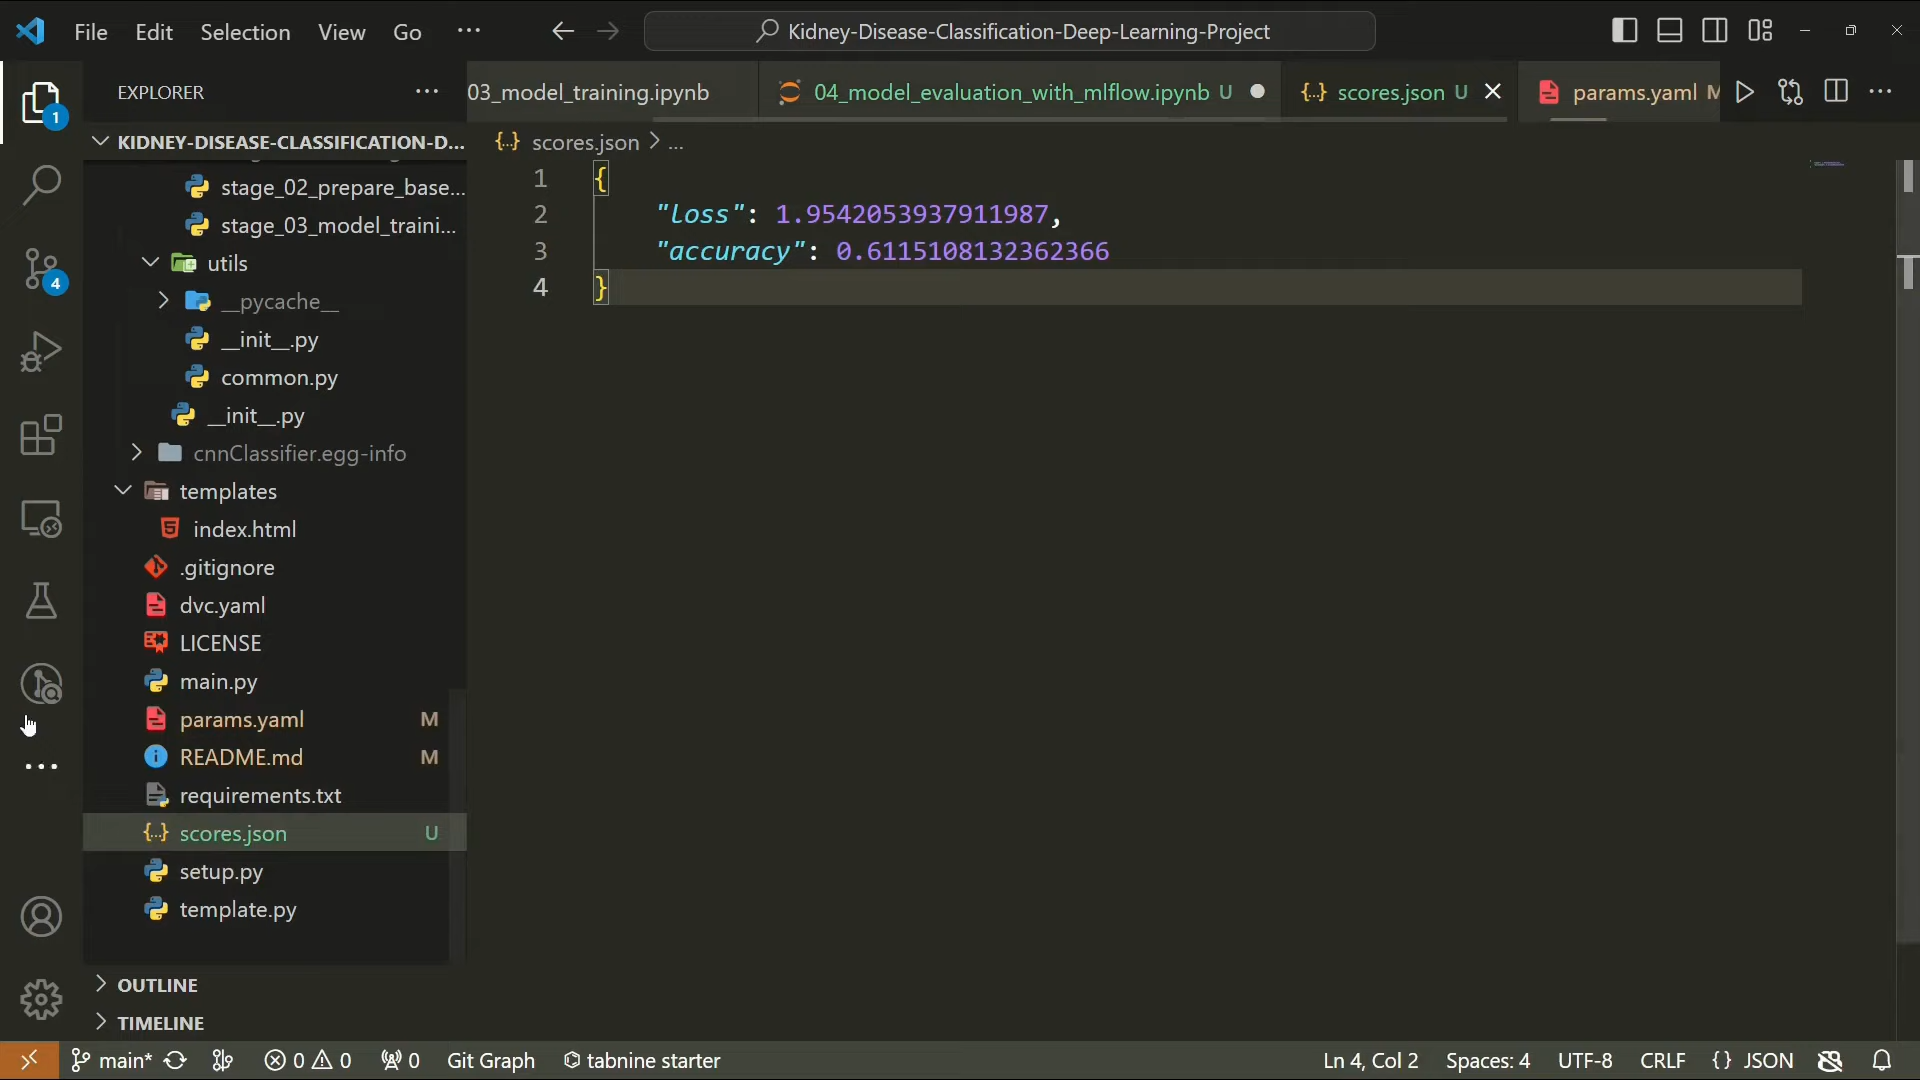 File Edit Selection View Go ...
Kidney-Disease-Classification-Deep-Learning-Project
EXPLORER
03_model_training.ipynb
04_model_evaluation_with_mlflow.ipynb U
{..} scores.json U
params.yaml M
KIDNEY-DISEASE-CLASSIFICATION-D...
{..} scores.json > ...
stage_02_prepare_base...
stage_03_model_traini...
utils
__pycache__
__init__.py
common.py
__init__.py
cnnClassifier.egg-info
templates
index.html
.gitignore
dvc.yaml
LICENSE
main.py
params.yaml M
README.md M
requirements.txt
{..} scores.json U
setup.py
template.py
OUTLINE
TIMELINE
1 {
2 "loss": 1.9542053937911987,
3 "accuracy": 0.6115108132362366
4 }
1
4
main* 0 0 0 Git Graph tabnine starter
Ln 4, Col 2 Spaces: 4 UTF-8 CRLF {} JSON